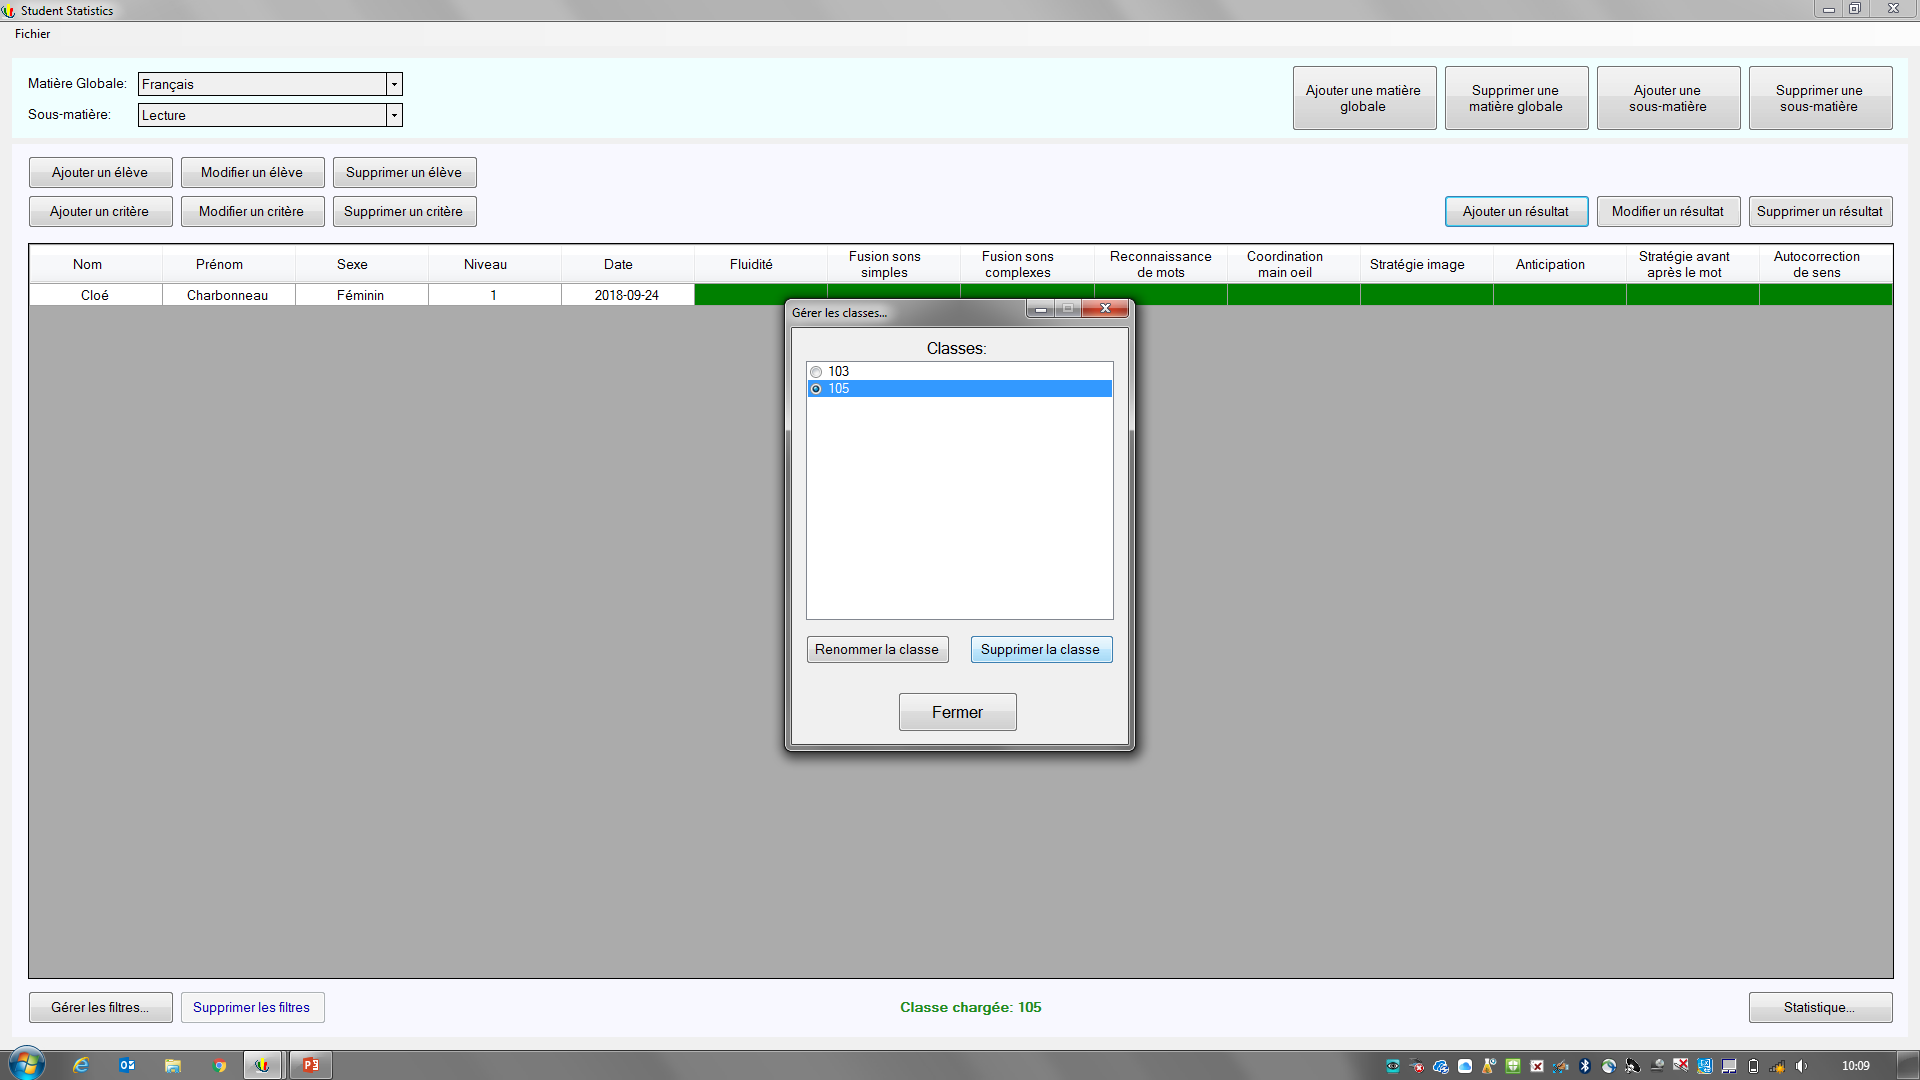 Student Statistics
Fichier
Matière Globale: Français
Sous-matière: Lecture
Ajouter une matière
globale
Supprimer une
matière globale
Ajouter une
sous-matière
Supprimer une
sous-matière
Ajouter un élève Modifier un élève Supprimer un élève
Ajouter un critère Modifier un critère Supprimer un critère
Ajouter un résultat Modifier un résultat Supprimer un résultat
Nom Prénom Sexe Niveau Date Fluidité
Fusion sons
simples
Fusion sons
complexes
Reconnaissance
de mots
Coordination
main oeil
Stratégie image
Anticipation
Stratégie avant
après le mot
Autocorrection
de sens
Cloé Charbonneau Féminin 1 2018-09-24
Gérer les classes...
Classes:
103
105
Renommer la classe Supprimer la classe
Fermer
Gérer les filtres... Supprimer les filtres Classe chargée: 105 Statistique...
10:09